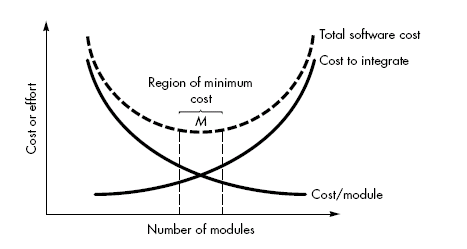 Total software cost
Cost to integrate
Region of minimum
cost
M
Cost or effort
Cost/module
Number of modules